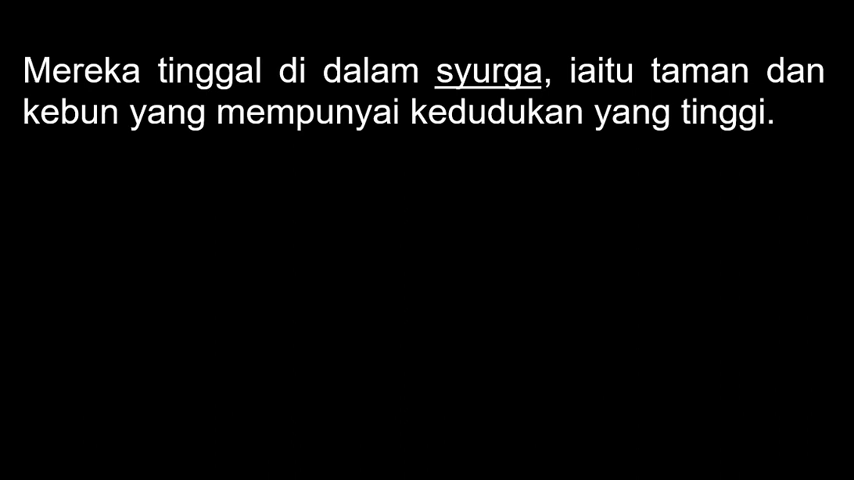 Mereka tinggal di dalam syurga, iaitu taman dan
kebun yang mempunyai kedudukan yang tinggi.